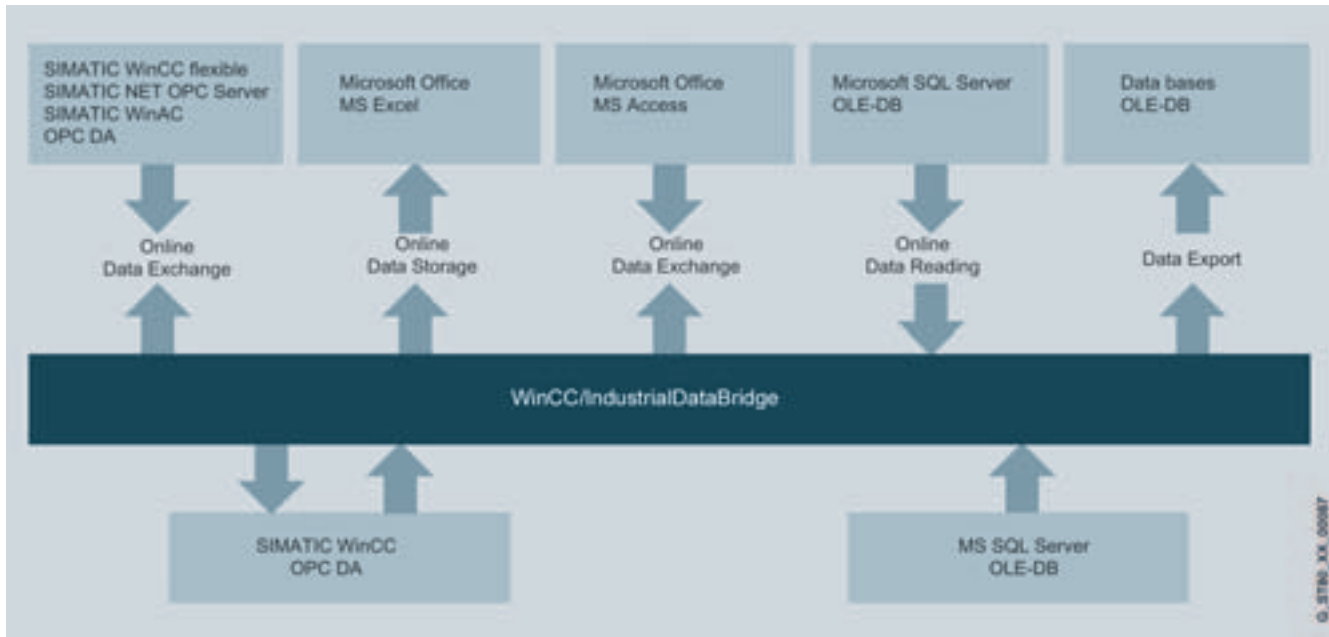 SIMATIC WinCC flexible
SIMATIC NET OPC Server
SIMATIC WinAC
OPC DA
Microsoft Office
MS Excel
Microsoft Office
MS Access
Microsoft SQL Server
OLE-DB
Data bases
OLE-DB
Online
Data Exchange
Online
Data Storage
Online
Data Exchange
Online
Data Reading
Data Export
WinCC/IndustrialDataBridge
SIMATIC WinCC
OPC DA
MS SQL Server
OLE-DB
G_ST80_XX_00087